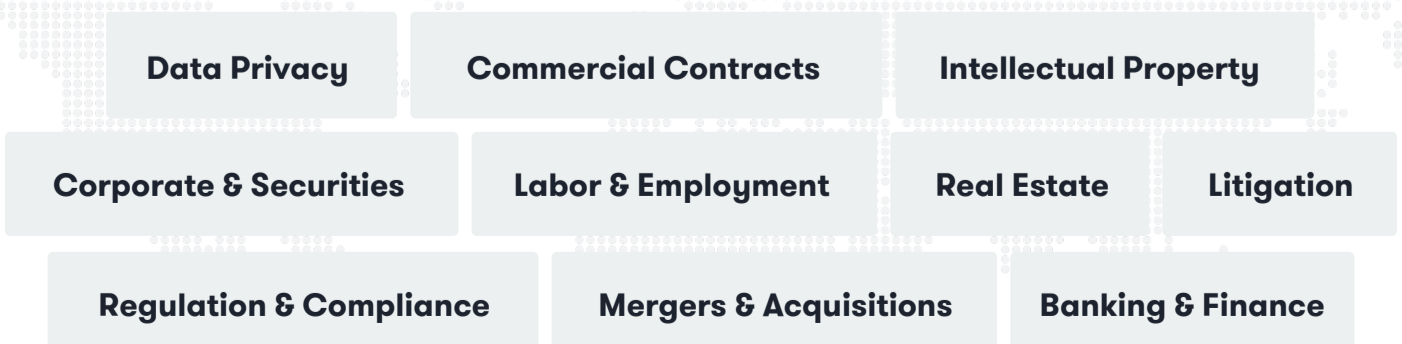 Data Privacy Commercial Contracts Intellectual Property
Corporate & Securities Labor & Employment Real Estate Litigation
Regulation & Compliance Mergers & Acquisitions Banking & Finance